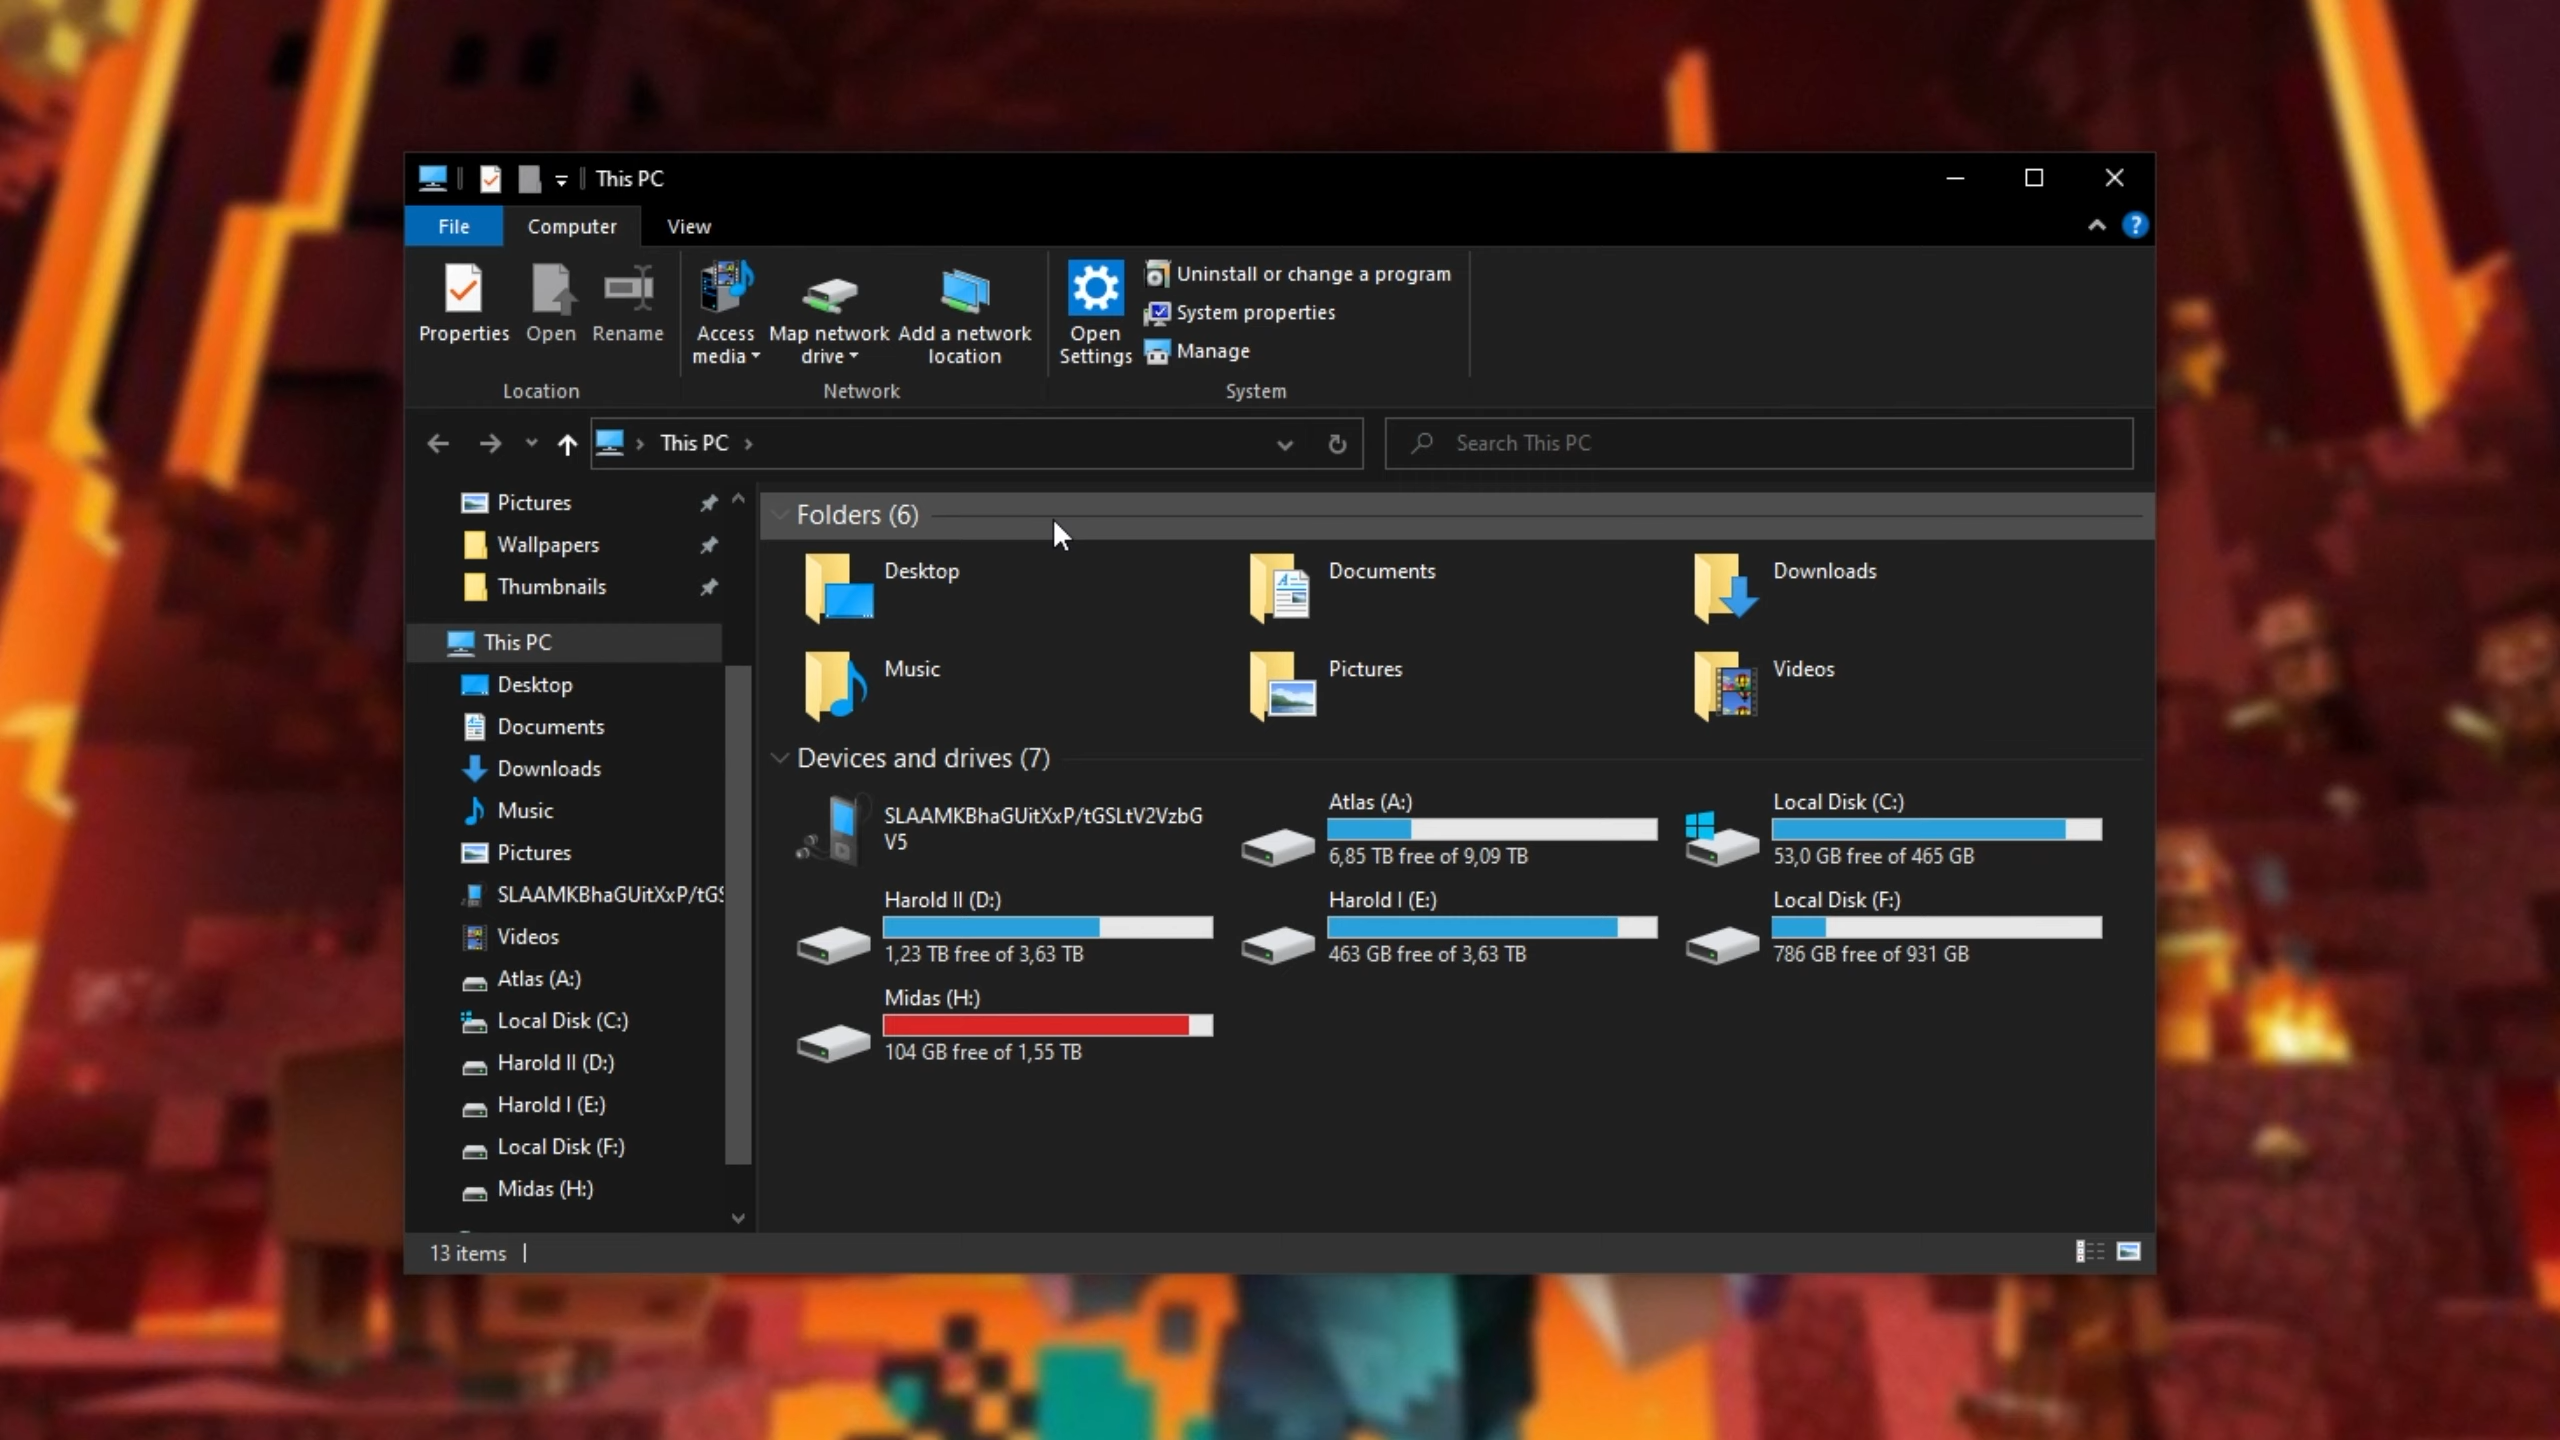 This PC
File Computer View
Properties
Open
Rename
Location
Access
media
Map network
drive
Add a network
location
Network
Open
Settings
Uninstall or change a program
System properties
Manage
System
This PC
Search This PC
Pictures
Wallpapers
Thumbnails
This PC
Desktop
Documents
Downloads
Music
Pictures
SLAAMKBhaGUitXxP/tGS
Videos
Atlas (A:)
Local Disk (C:)
Harold II (D:)
Harold I (E:)
Local Disk (F:)
Midas (H:)
Folders (6)
Desktop
Documents
Downloads
Music
Pictures
Videos
Devices and drives (7)
SLAAMKBhaGUitXxP/tGSLtV2VzbG
V5
Atlas (A:)
6,85 TB free of 9,09 TB
Local Disk (C:)
53,0 GB free of 465 GB
Harold II (D:)
1,23 TB free of 3,63 TB
Harold I (E:)
463 GB free of 3,63 TB
Local Disk (F:)
786 GB free of 931 GB
Midas (H:)
104 GB free of 1,55 TB
13 items